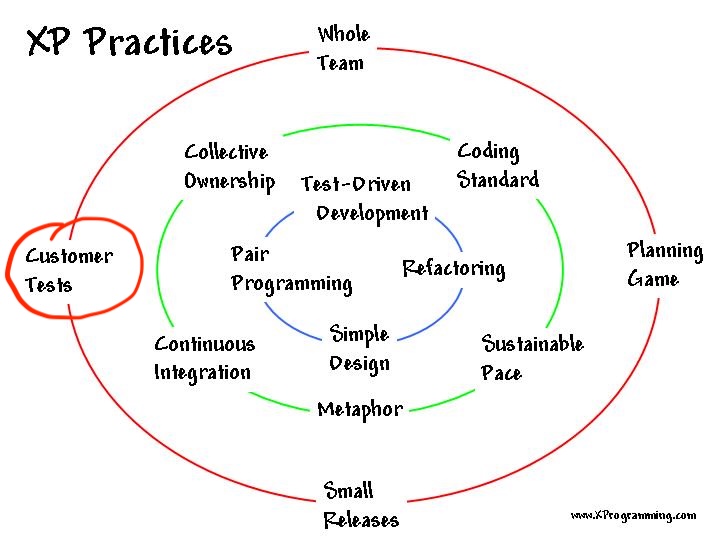 XP Practices
Whole
Team
Collective
Ownership
Coding
Standard
Test-Driven
Development
Customer
Tests
Pair
Programming
Refactoring
Planning
Game
Continuous
Integration
Simple
Design
Sustainable
Pace
Metaphor
Small
Releases
www.XProgramming.com